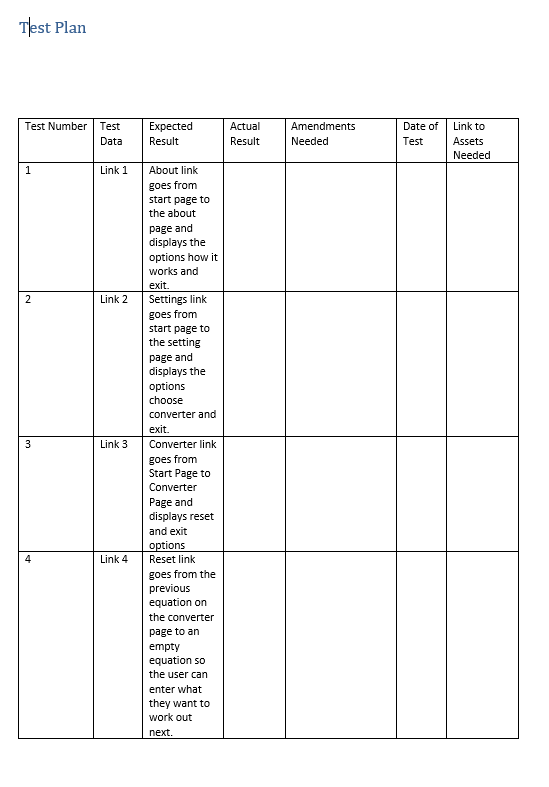 Test Plan
Test Number
Test
Data
Expected
Result
Actual
Result
Amendments
Needed
Date of
Test
Link to
Assets
Needed
1
Link 1
About link
goes from
start page to
the about
page and
displays the
options how it
works and
exit.
2
Link 2
Settings link
goes from
start page to
the setting
page and
displays the
options
choose
converter and
exit.
3
Link 3
Converter link
goes from
Start Page to
Converter
Page and
displays reset
and exit
options
4
Link 4
Reset link
goes from the
previous
equation on
the converter
page to an
empty
equation so
the user can
enter what
they want to
work out
next.